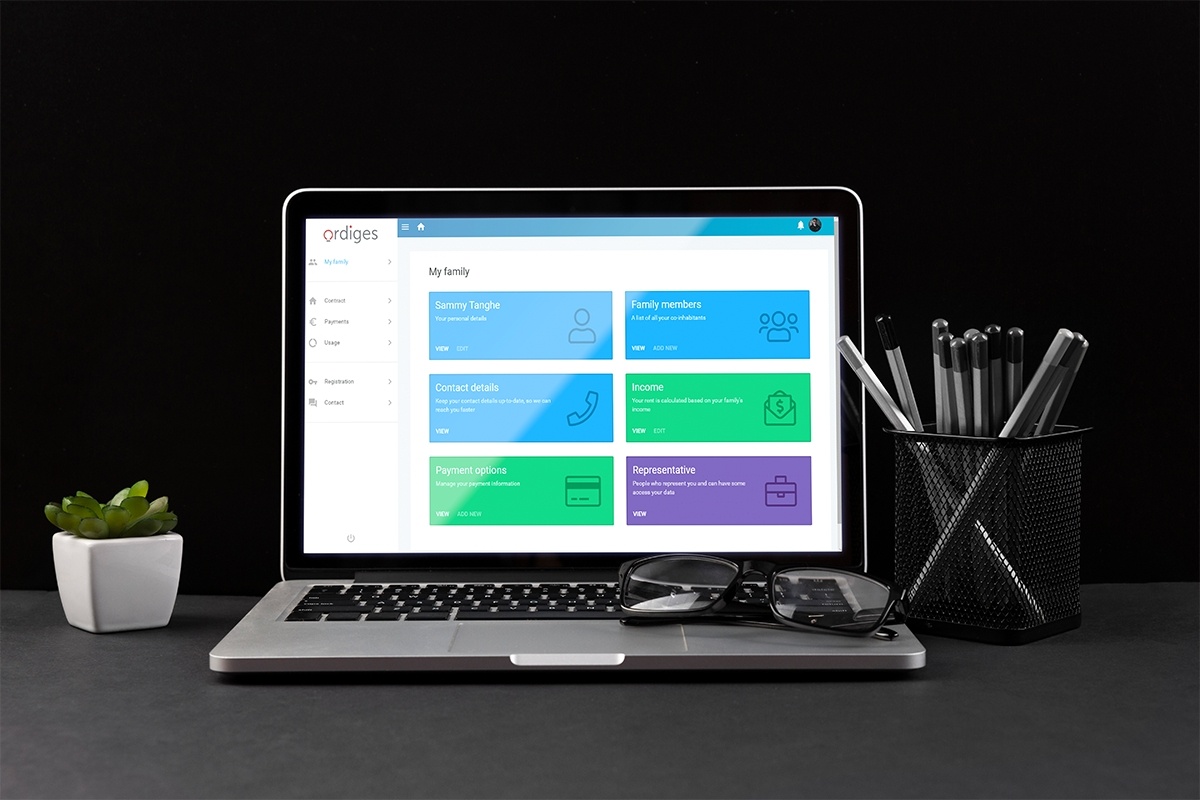 ordiges
My family
Contract
Payments
Usage
Registration
Contact
My family
Sammy Tanghe
Your personal details
VIEW EDIT
Family members
A list of all your co-inhabitants
VIEW ADD NEW
Contact details
Keep your contact details up-to-date, so we can
reach you faster
VIEW
Income
Your rent is calculated based on your family's
income
VIEW EDIT
Payment options
Manage your payment information
VIEW ADD NEW
Representative
People who represent you and can have some
access your data
VIEW